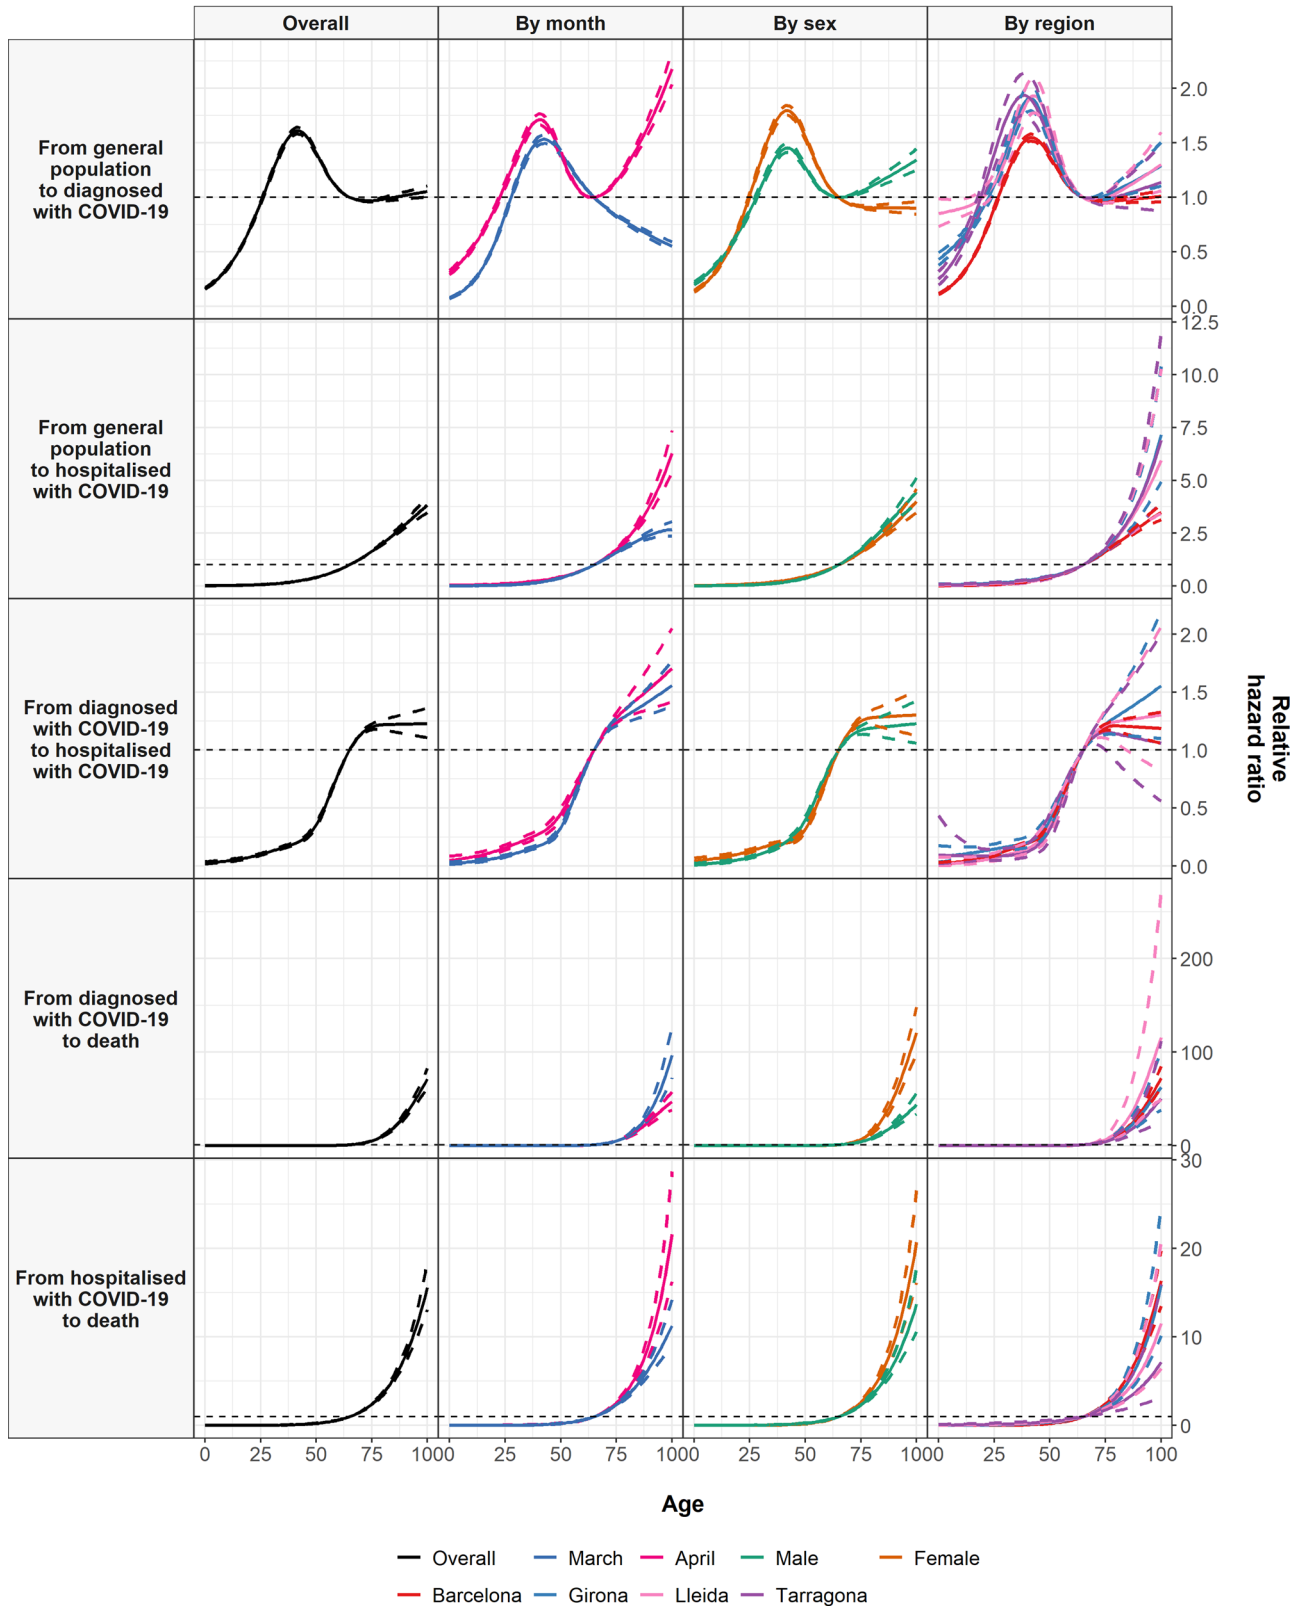 Overall
By month
By sex
By region
From general
population
to diagnosed
with COVID-19
2.0
1.5
1.0
0.5
0.0
From general
population
to hospitalised
with COVID-19
12.5
10.0
7.5
5.0
2.5
0.0
From diagnosed
with COVID-19
to hospitalised
with COVID-19
2.0
1.5
1.0
0.5
0.0
Relative
hazard ratio
From diagnosed
with COVID-19
to death
200
100
0
From hospitalised
with COVID-19
to death
30
20
10
0
0 25 50 75 100
0 25 50 75 100
0 25 50 75 100
0 25 50 75 100
Age
Overall March April Male Female
Barcelona Girona Lleida Tarragona